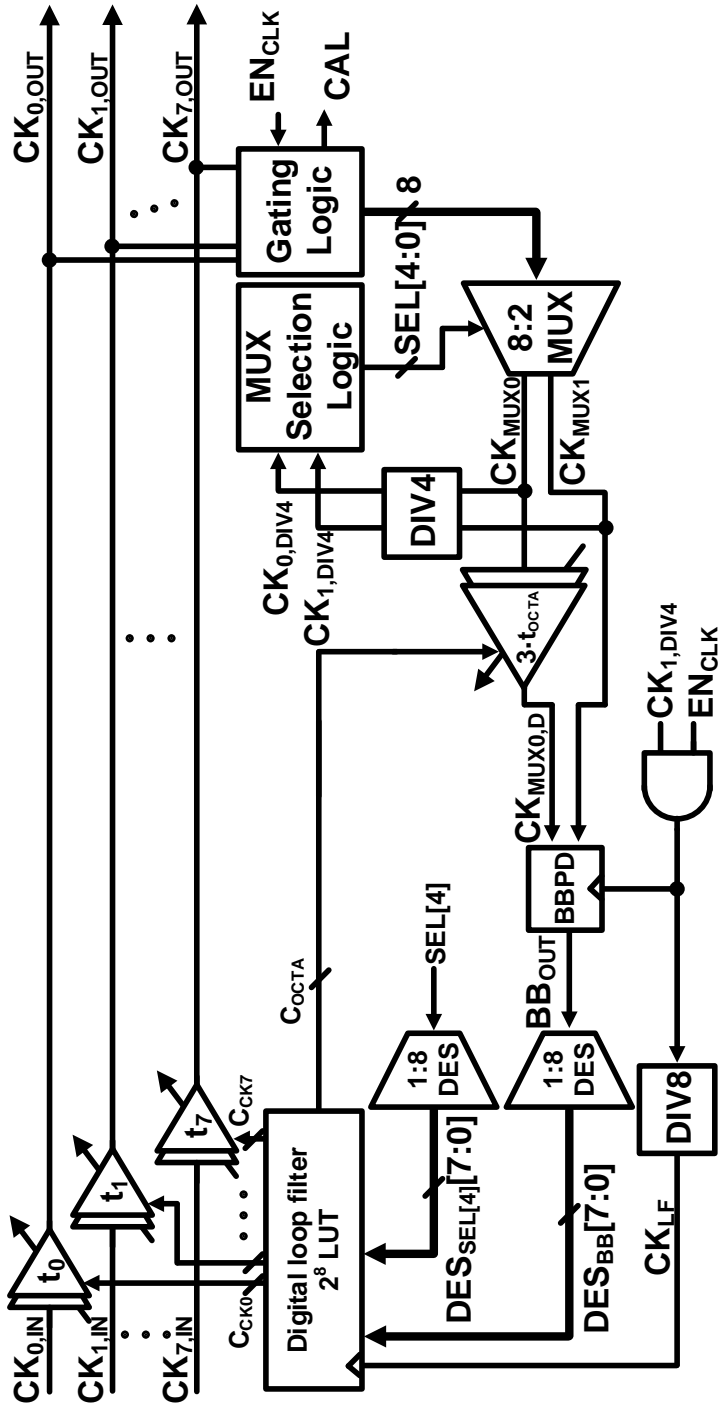 CK0,IN
CK1,IN
CK7,IN
t0
t1
t7
CK0,OUT
CK1,OUT
CK7,OUT
CCK0
CCK7
Digital loop filter
2^8 LUT
COCTA
CK0,DIV4
CK1,DIV4
MUX
Selection
Logic
Gating
Logic
ENCLK
CAL
SEL[4:0]
8
1:8
DES
SEL[4]
DESSEL[4][7:0]
DIV4
3·tOCTA
CKMUX0
CKMUX1
8:2
MUX
CKMUX0,D
BBPD
BBOUT
1:8
DES
DESBB[7:0]
CKLF
DIV8
CK1,DIV4
ENCLK